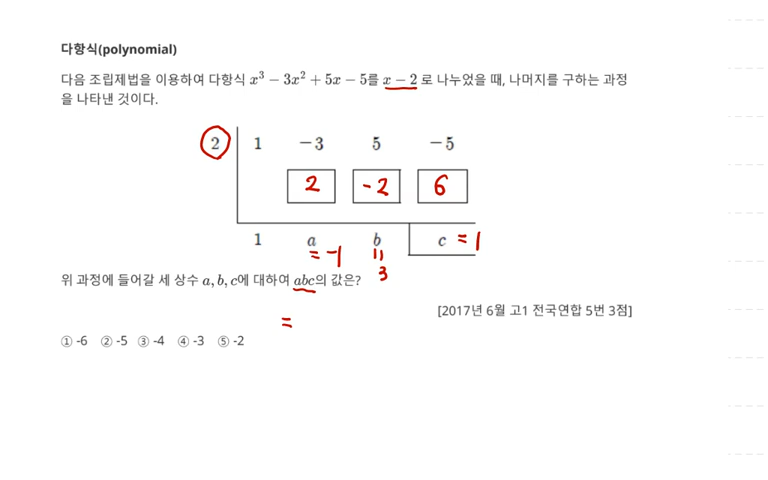 다항식(polynomial)
다음 조립제법을 이용하여 다항식 x³ − 3x² + 5x − 5를 x − 2 로 나누었을 때, 나머지를 구하는 과정
을 나타낸 것이다.
2 1 −3 5 −5
2 -2 6
1 a b c = 1
= -1 = 3
위 과정에 들어갈 세 상수 a, b, c에 대하여 abc의 값은?
[2017년 6월 고1 전국연합 5번 3점]
=
① -6 ② -5 ③ -4 ④ -3 ⑤ -2